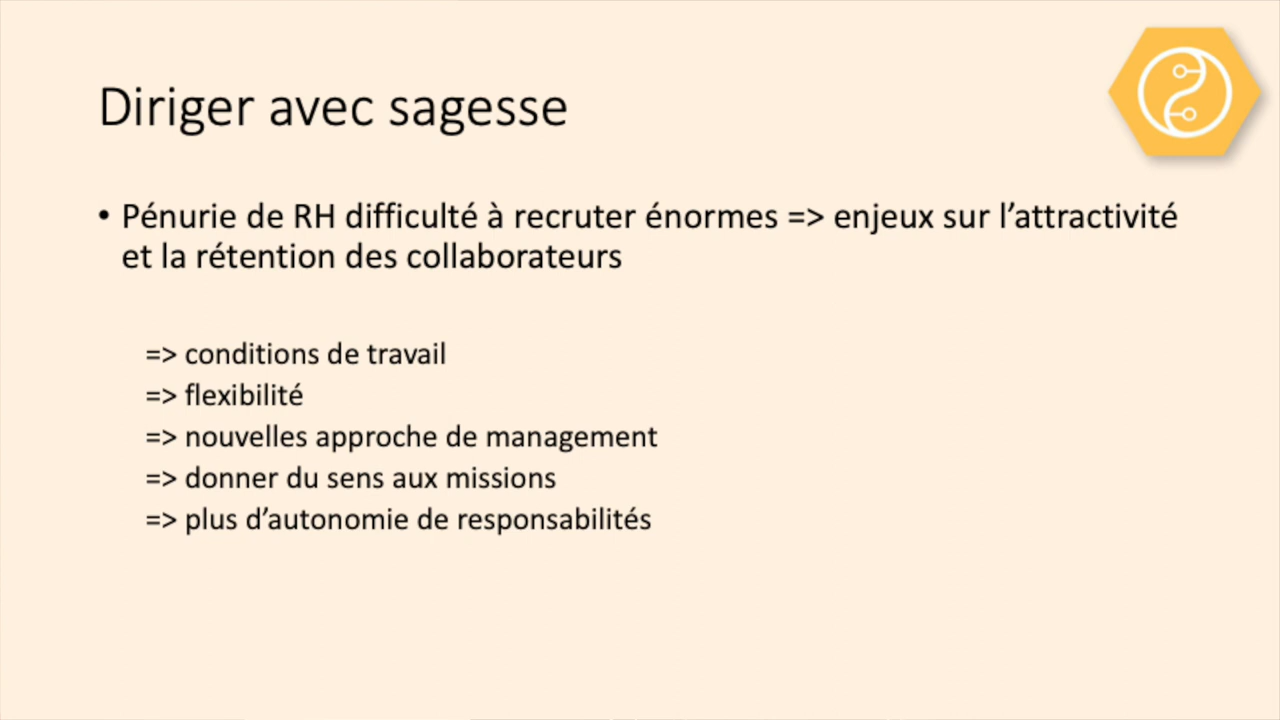 Diriger avec sagesse
• Pénurie de RH difficulté à recruter énormes => enjeux sur l’attractivité
et la rétention des collaborateurs
=> conditions de travail
=> flexibilité
=> nouvelles approche de management
=> donner du sens aux missions
=> plus d’autonomie de responsabilités